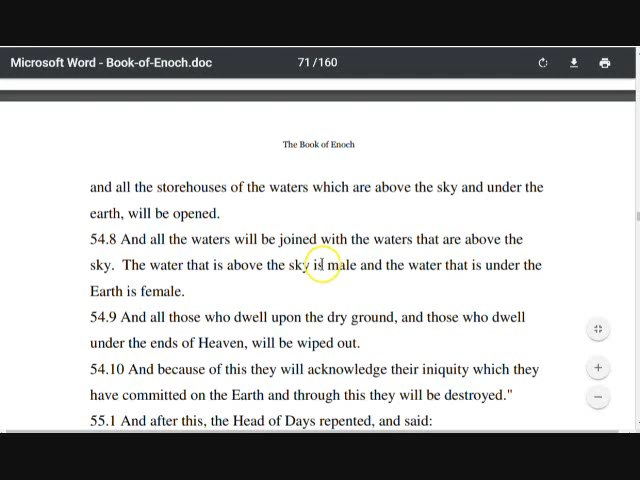 Microsoft Word - Book-of-Enoch.doc 71/160
The Book of Enoch
and all the storehouses of the waters which are above the sky and under the
earth, will be opened.
54.8 And all the waters will be joined with the waters that are above the
sky. The water that is above the sky is male and the water that is under the
Earth is female.
54.9 And all those who dwell upon the dry ground, and those who dwell
under the ends of Heaven, will be wiped out.
54.10 And because of this they will acknowledge their iniquity which they
have committed on the Earth and through this they will be destroyed."
55.1 And after this, the Head of Days repented, and said: